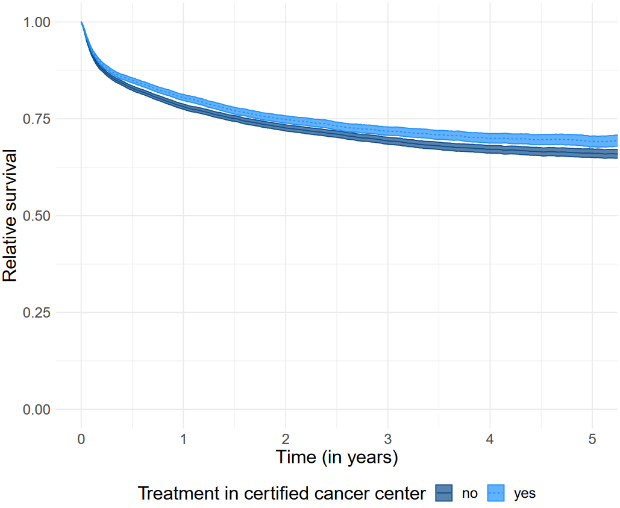 1.00
0.75
0.50
0.25
0.00
Relative survival
0 1 2 3 4 5
Time (in years)
Treatment in certified cancer center no yes